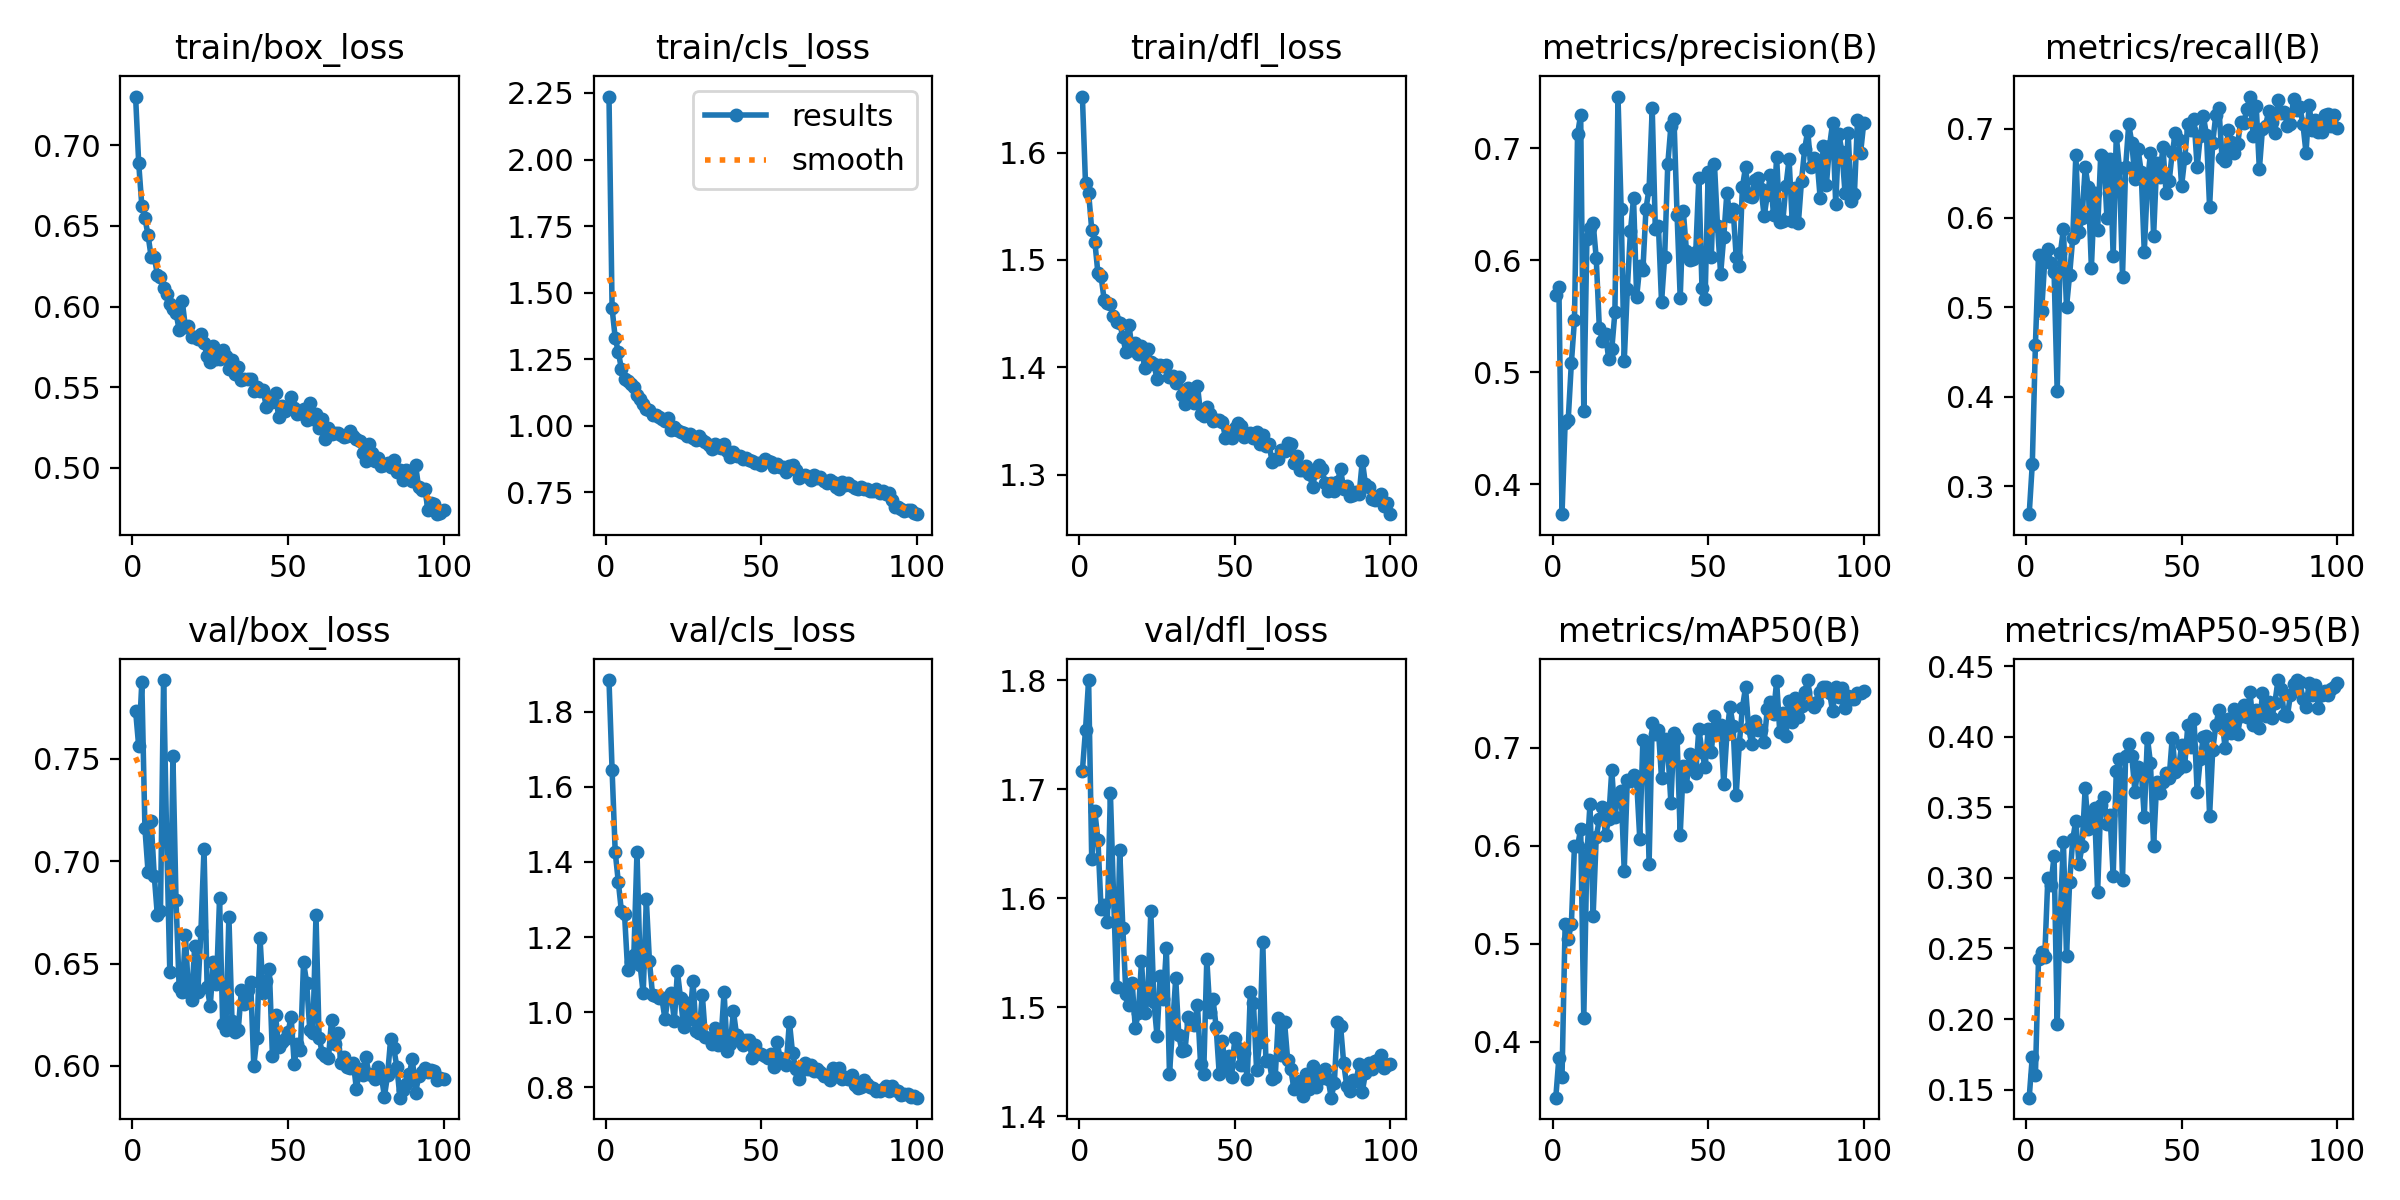 train/box_loss
0.70
0.65
0.60
0.55
0.50
0 50 100
train/cls_loss
2.25
2.00
1.75
1.50
1.25
1.00
0.75
results
smooth
0 50 100
train/dfl_loss
1.6
1.5
1.4
1.3
0 50 100
metrics/precision(B)
0.7
0.6
0.5
0.4
0 50 100
metrics/recall(B)
0.7
0.6
0.5
0.4
0.3
0 50 100
val/box_loss
0.75
0.70
0.65
0.60
0 50 100
val/cls_loss
1.8
1.6
1.4
1.2
1.0
0.8
0 50 100
val/dfl_loss
1.8
1.7
1.6
1.5
1.4
0 50 100
metrics/mAP50(B)
0.7
0.6
0.5
0.4
0 50 100
metrics/mAP50-95(B)
0.45
0.40
0.35
0.30
0.25
0.20
0.15
0 50 100